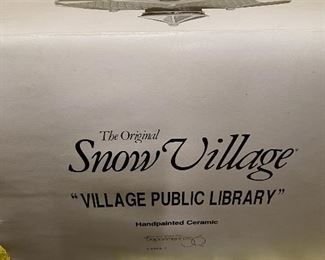 The Original
Snow Village®
"VILLAGE PUBLIC LIBRARY"
Handpainted Ceramic